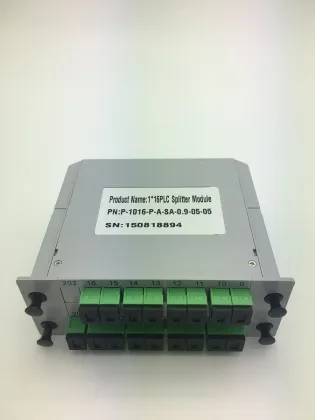 Product Name:1*16PLC Splitter Module
PN:P-1016-P-A-SA-0.9-05-05
SN:150818894
16 15 14 13 12 11 10 9